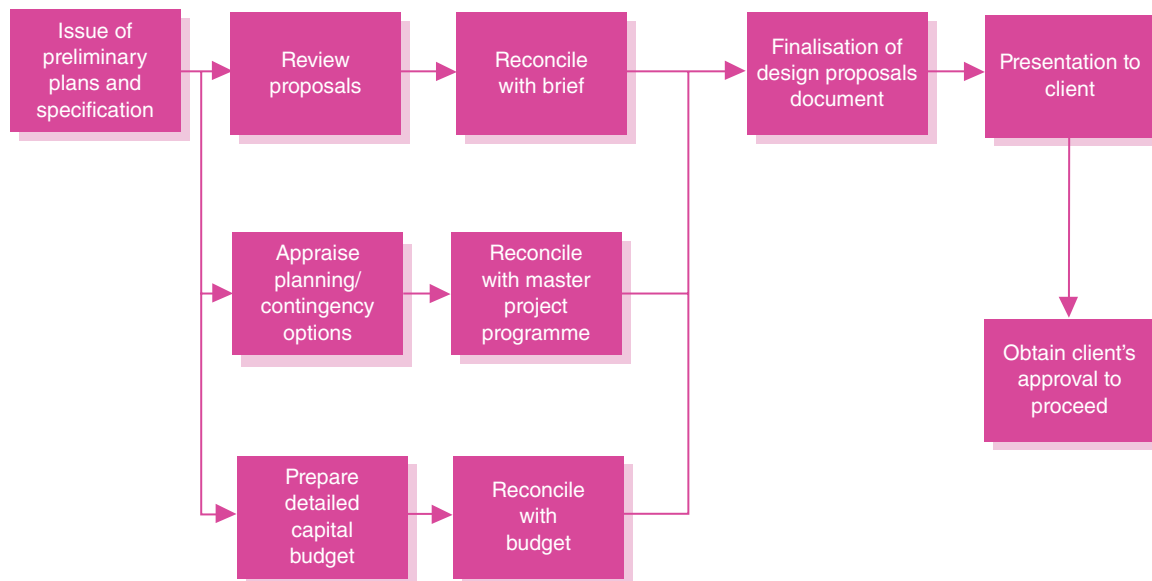 Issue of
preliminary
plans and
specification
Review
proposals
Reconcile
with brief
Finalisation of
design proposals
document
Presentation to
client
Appraise
planning/
contingency
options
Reconcile
with master
project
programme
Obtain client’s
approval to
proceed
Prepare
detailed
capital
budget
Reconcile
with
budget